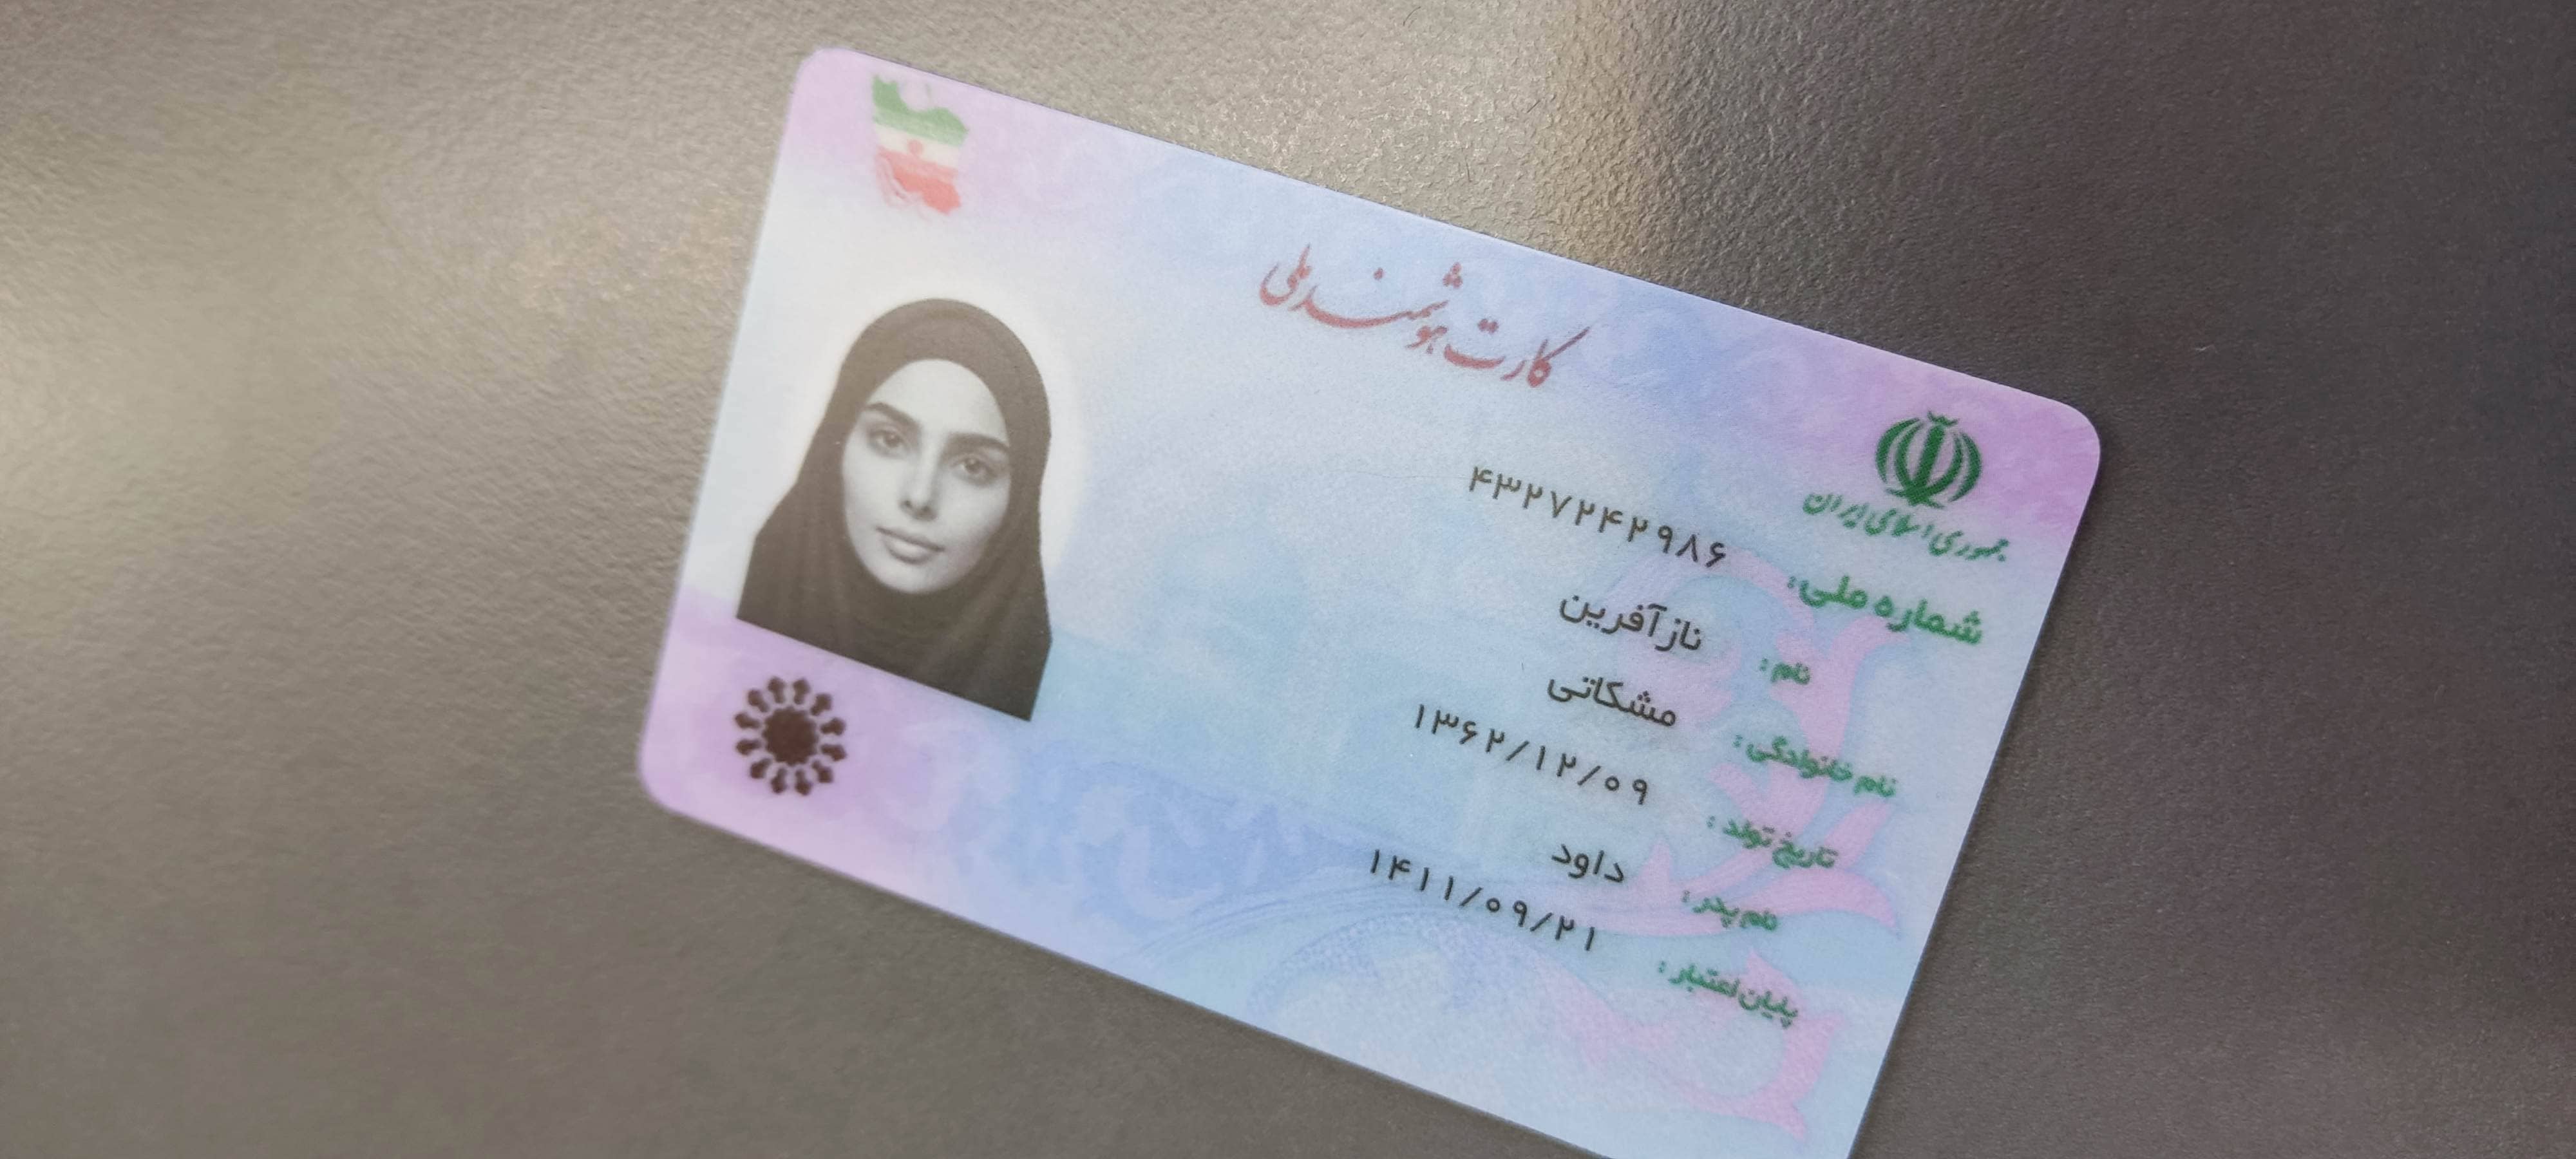 کارت هوشمند ملی
جمهوری اسلامی ایران
شماره ملی: ۴۳۲۷۲۴۲۹۸۶
نام: نازآفرین
نام خانوادگی: مشکاتی
تاریخ تولد: ۱۳۶۲/۱۲/۰۹
نام پدر: داود
پایان اعتبار: ۱۴۱۱/۰۹/۲۱